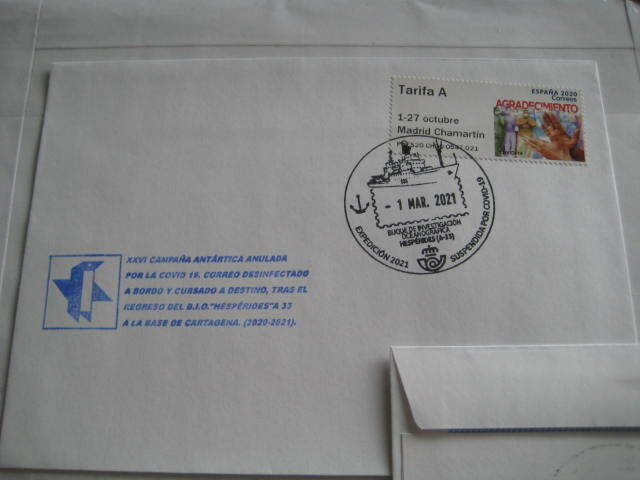 Tarifa A
ESPAÑA 2020
Correos
AGRADECIMIENTO
1-27 octubre
Madrid Chamartín
- 1 MAR. 2021
BUQUE DE INVESTIGACIÓN
OCEANOGRÁFICA
HESPÉRIDES (A-33)
EXPEDICIÓN 2021 SUSPENDIDA POR COVID-19
XXVI CAMPAÑA ANTÁRTICA ANULADA
POR LA COVID 19. CORREO DESINFECTADO
A BORDO Y CURSADO A DESTINO, TRAS EL
REGRESO DEL B.I.O."HESPÉRIDES"A 33
A LA BASE DE CARTAGENA. (2020-2021).